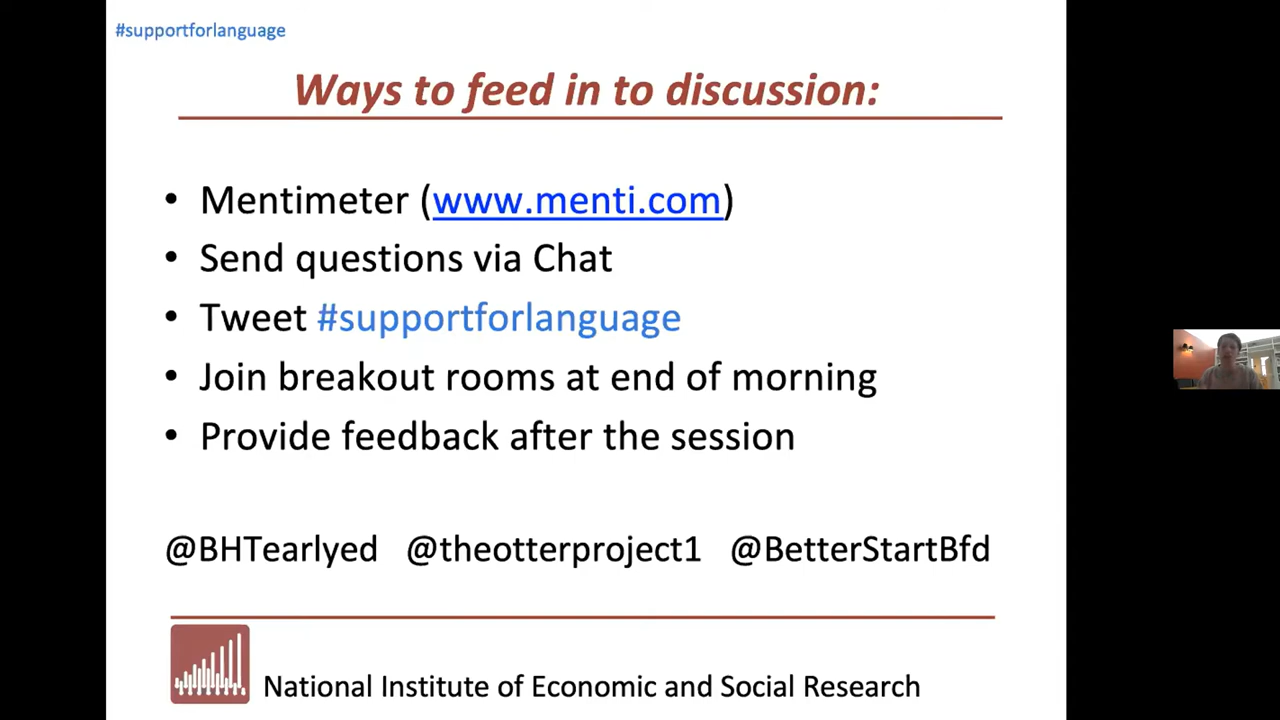 #supportforlanguage
Ways to feed in to discussion:
• Mentimeter (www.menti.com)
• Send questions via Chat
• Tweet #supportforlanguage
• Join breakout rooms at end of morning
• Provide feedback after the session
@BHTearlyed @theotterproject1 @BetterStartBfd
National Institute of Economic and Social Research